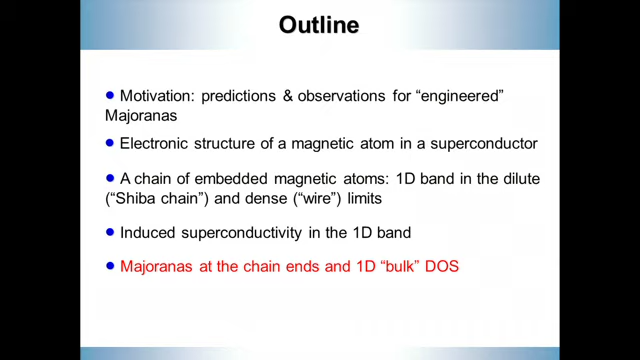 Outline
Motivation: predictions & observations for “engineered”
Majoranas
Electronic structure of a magnetic atom in a superconductor
A chain of embedded magnetic atoms: 1D band in the dilute
(“Shiba chain”) and dense (“wire”) limits
Induced superconductivity in the 1D band
Majoranas at the chain ends and 1D “bulk” DOS